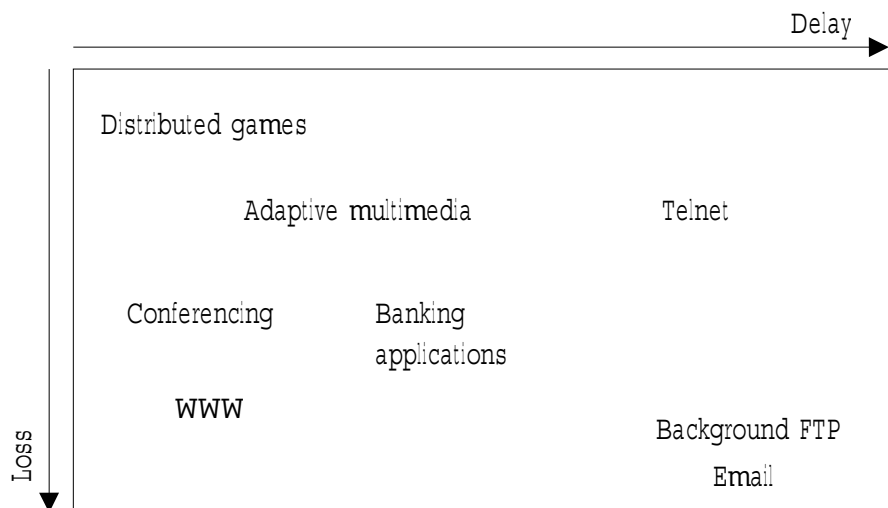 Delay
Distributed games
Adaptive multimedia
Telnet
Conferencing
Banking
applications
WWW
Background FTP
Email
Loss